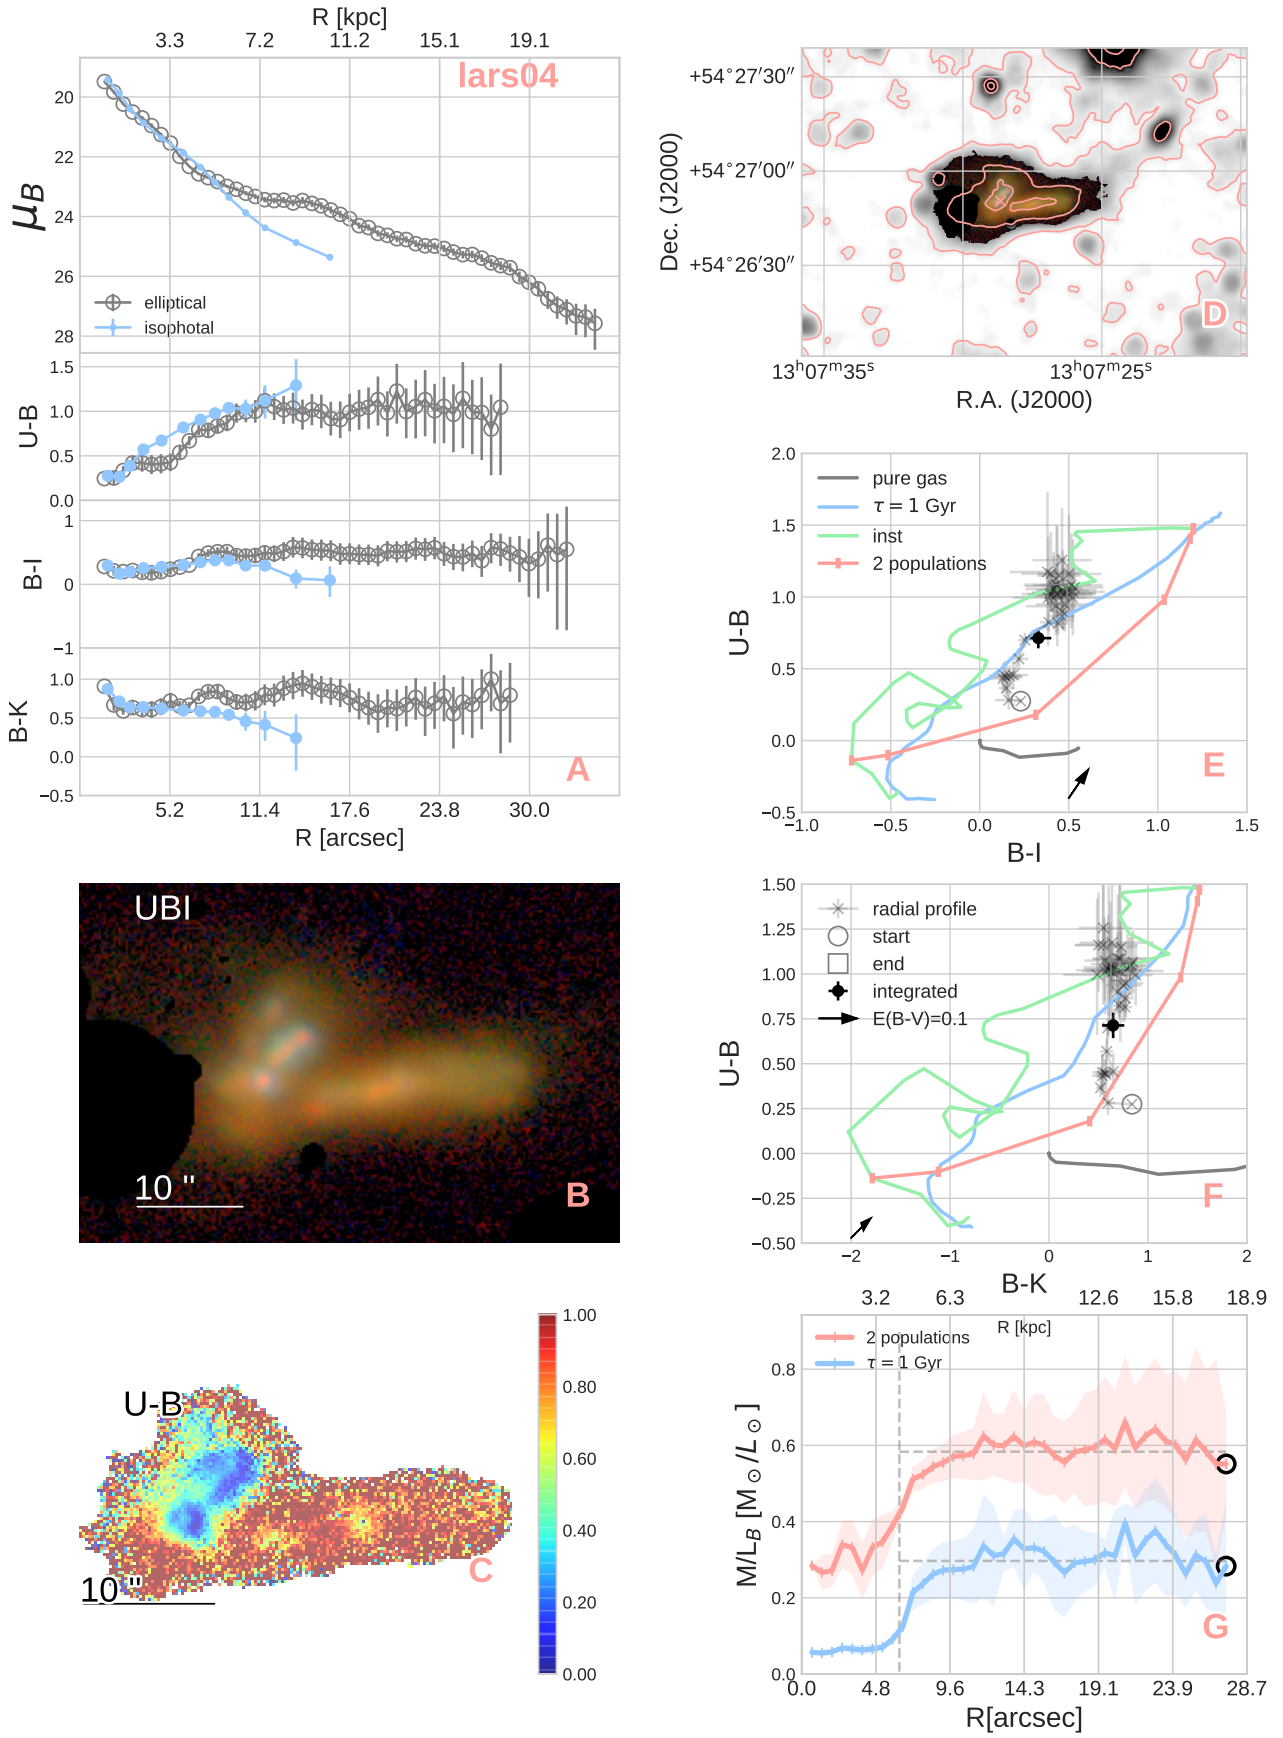 R [kpc]
3.3 7.2 11.2 15.1 19.1
lars04
20
22
24
26
28
μB
elliptical
isophotal
1.5
1.0
0.5
0.0
U-B
1
0
−1
B-I
1.0
0.5
0.0
−0.5
B-K
A
5.2 11.4 17.6 23.8 30.0
R [arcsec]
+54°27′30″
+54°27′00″
+54°26′30″
Dec. (J2000)
D
13h07m35s 13h07m25s
R.A. (J2000)
2.0
1.5
1.0
0.5
0.0
−0.5
U-B
pure gas
τ = 1 Gyr
inst
2 populations
E
−1.0 −0.5 0.0 0.5 1.0 1.5
B-I
UBI
10 "
B
1.50
1.25
1.00
0.75
0.50
0.25
0.00
−0.25
−0.50
U-B
radial profile
start
end
integrated
E(B-V)=0.1
F
−2 −1 0 1 2
B-K
U-B
10 "
C
1.00
0.80
0.60
0.40
0.20
0.00
3.2 6.3 12.6 15.8 18.9
R [kpc]
2 populations
τ = 1 Gyr
0.8
0.6
0.4
0.2
0.0
M/LB [M⊙/L⊙]
G
0.0 4.8 9.6 14.3 19.1 23.9 28.7
R[arcsec]